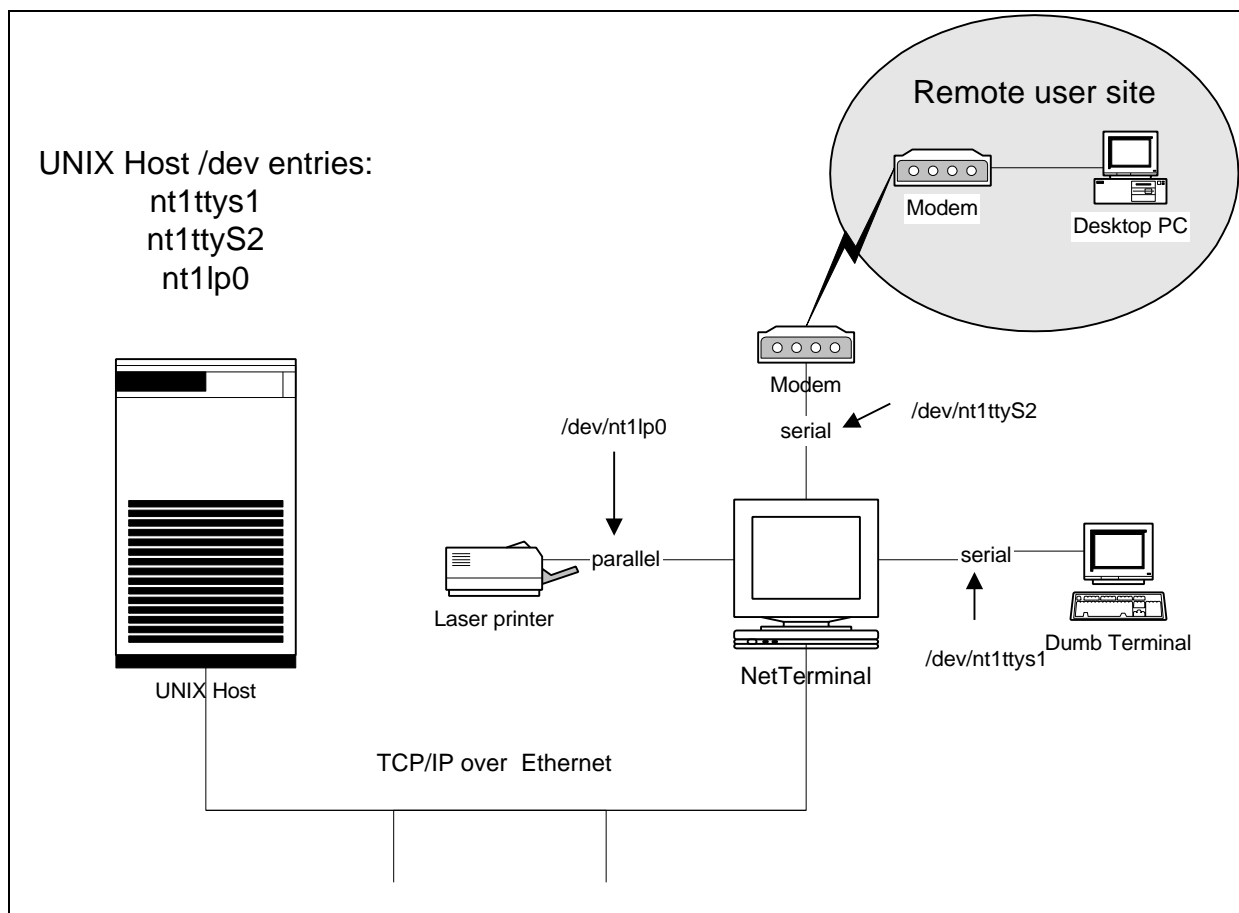 Remote user site
UNIX Host /dev entries:
nt1ttys1
nt1ttyS2
nt1lp0
Modem
Desktop PC
Modem
/dev/nt1ttyS2
/dev/nt1lp0
serial
parallel
serial
Laser printer
Dumb Terminal
/dev/nt1ttys1
NetTerminal
UNIX Host
TCP/IP over Ethernet